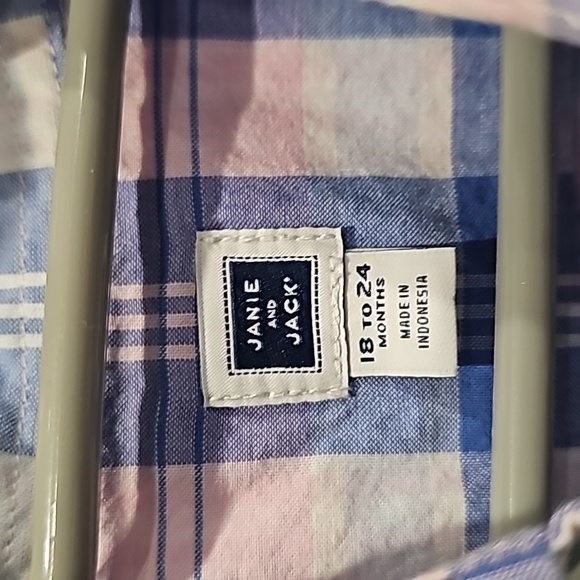 JANIE
AND
JACK®
18 TO 24
MONTHS
MADE IN
INDONESIA